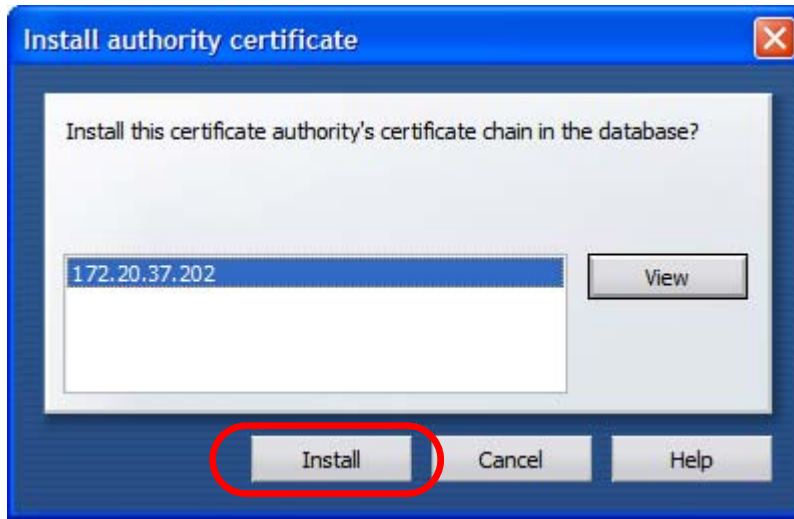 Install authority certificate
Install this certificate authority's certificate chain in the database?
172.20.37.202
View
Install
Cancel
Help